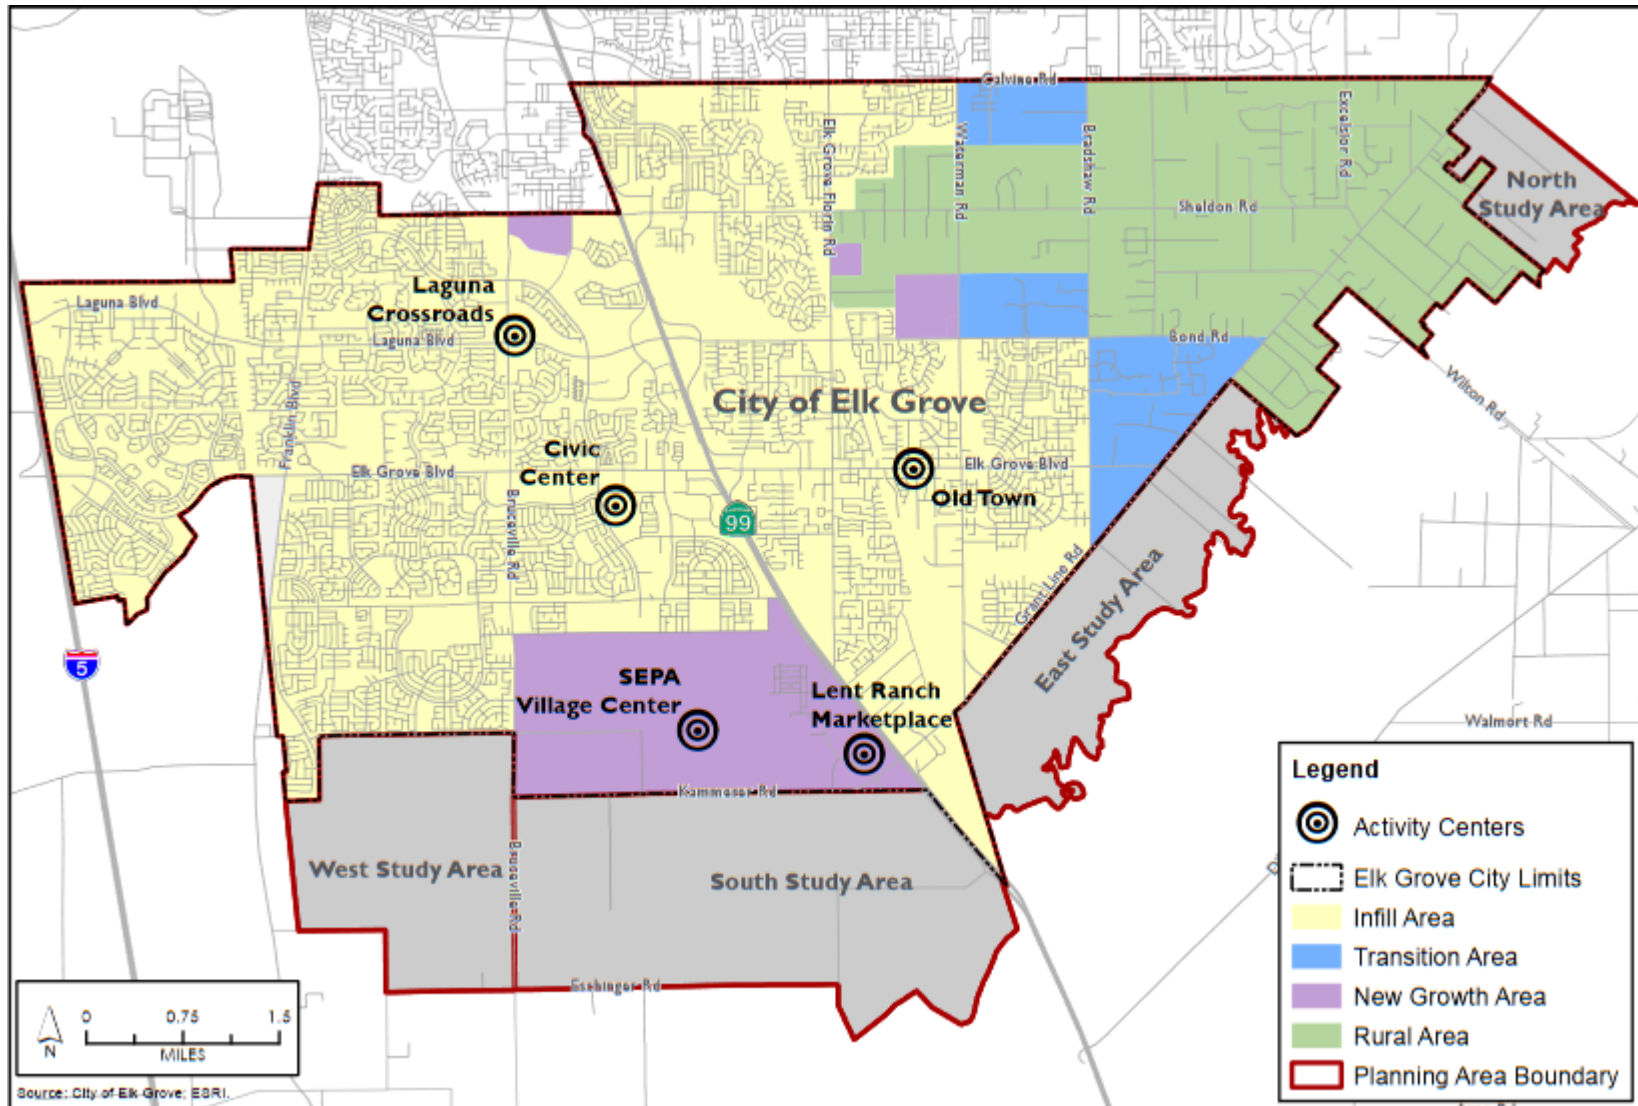 Calvine Rd
Elk Grove Florin Rd
Waterman Rd
Bradshaw Rd
Excelsior Rd
North
Study Area
Sheldon Rd
Laguna
Crossroads
Laguna Blvd
Laguna Blvd
Bond Rd
Wilton Rd
City of Elk Grove
Franklin Blvd
Civic
Center
Elk Grove Blvd
Elk Grove Blvd
Old Town
Bruceville Rd
99
Grant Line Rd
East Study Area
5
SEPA
Village Center
Lent Ranch
Marketplace
Kammerer Rd
Walmort Rd
West Study Area
Bruceville Rd
South Study Area
Eschinger Rd
Legend
Activity Centers
Elk Grove City Limits
Infill Area
Transition Area
New Growth Area
Rural Area
Planning Area Boundary
N
0 0.75 1.5
MILES
Source: City of Elk Grove; ESRI.